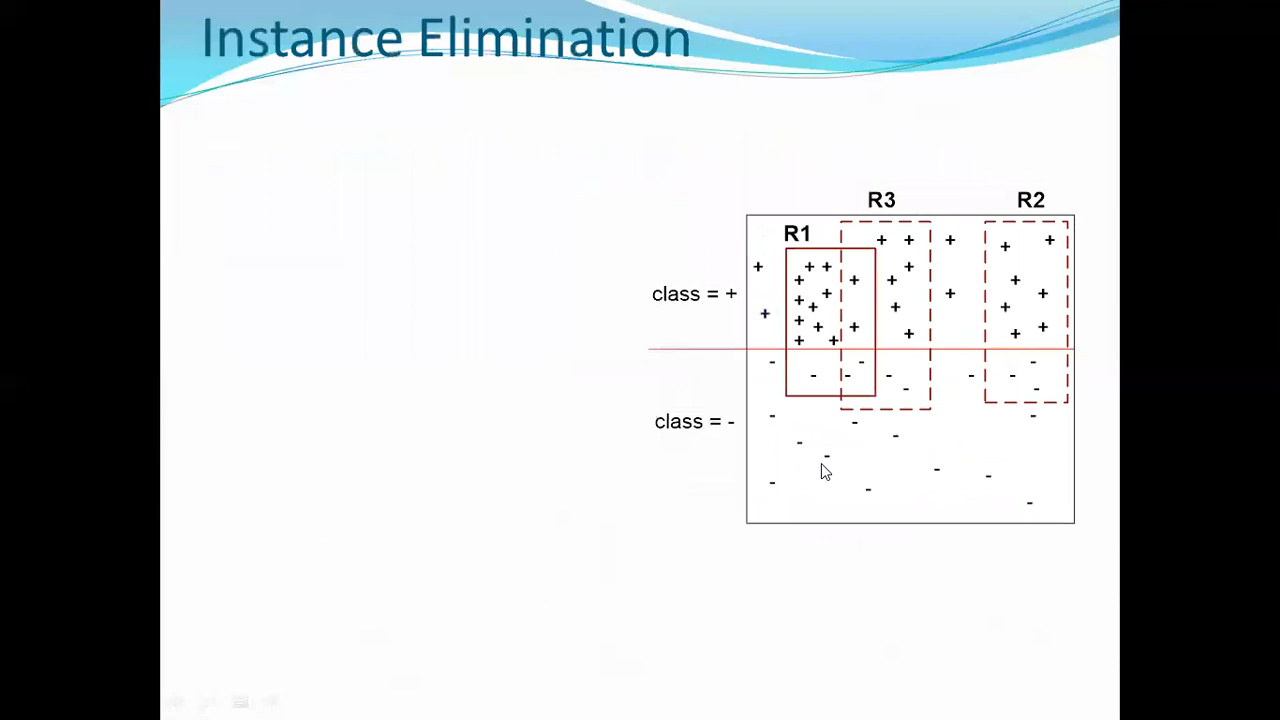 Instance Elimination
R3 R2
R1
class = +
class = -